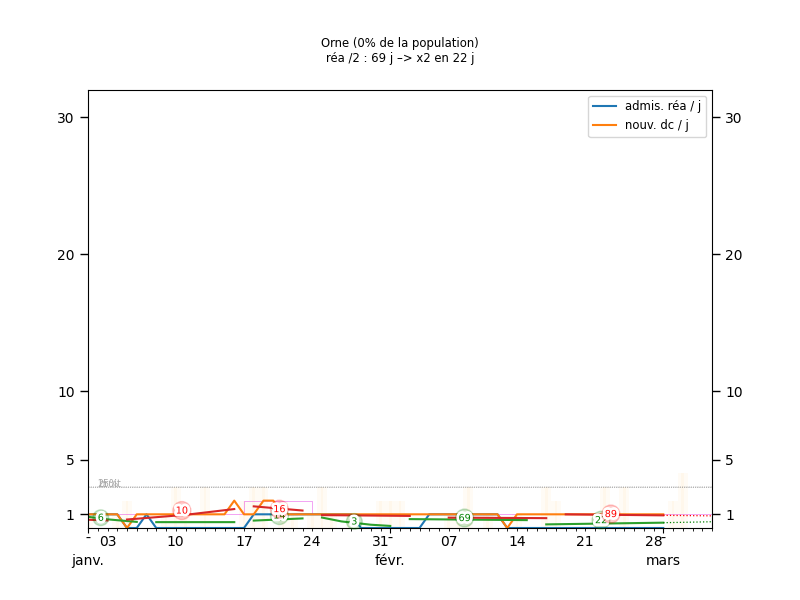 Orne (0% de la population)
réa /2 : 69 j –> x2 en 22 j
admis. réa / j
nouv. dc / j
30 30
20 20
10 10
5 5
1 1
6 10 16 3 69 22 89
03 10 17 24 31 07 14 21 28
janv. févr. mars